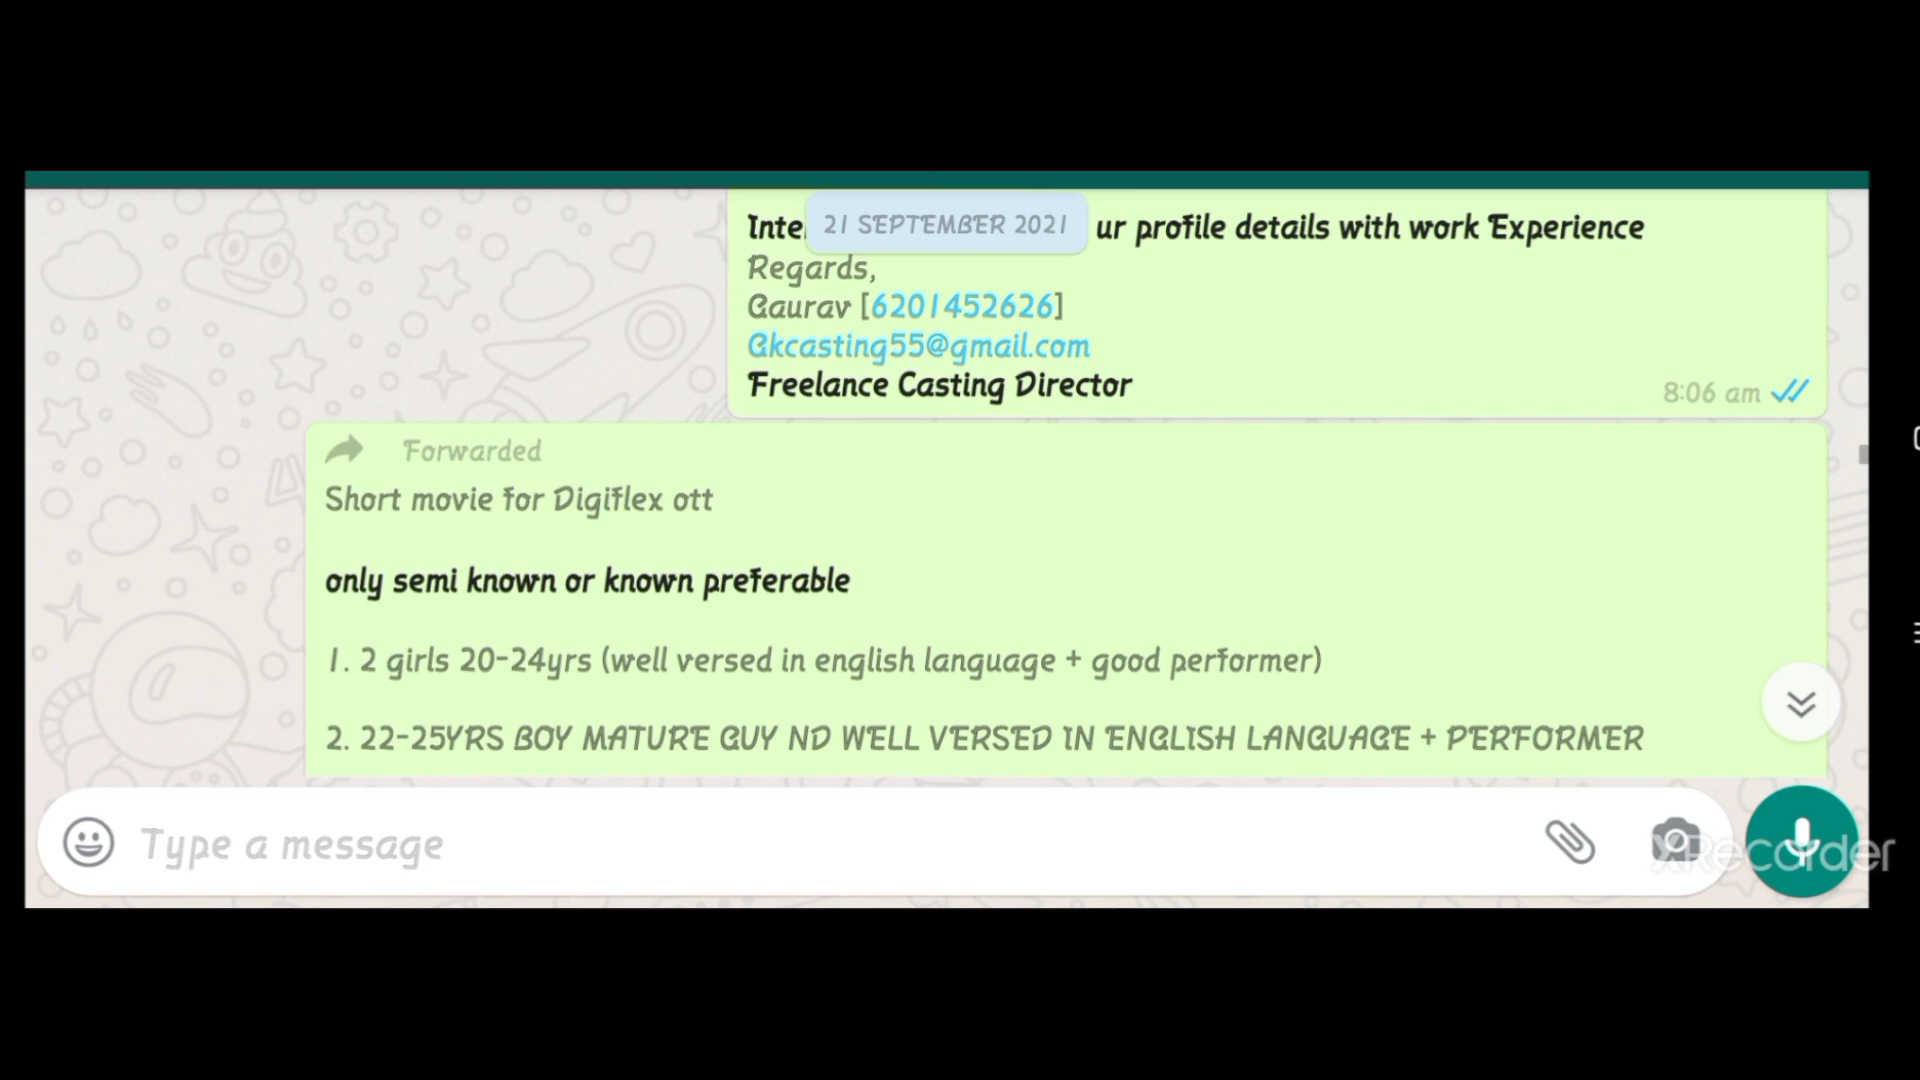 21 SEPTEMBER 2021
ur profile details with work Experience
Regards,
Gaurav [6201452626]
Gkcasting55@gmail.com
Freelance Casting Director
8:06 am
Forwarded
Short movie for Digiflex ott
only semi known or known preferable
1. 2 girls 20-24yrs (well versed in english language + good performer)
2. 22-25YRS BOY MATURE GUY ND WELL VERSED IN ENGLISH LANGUAGE + PERFORMER
Type a message
XRecorder